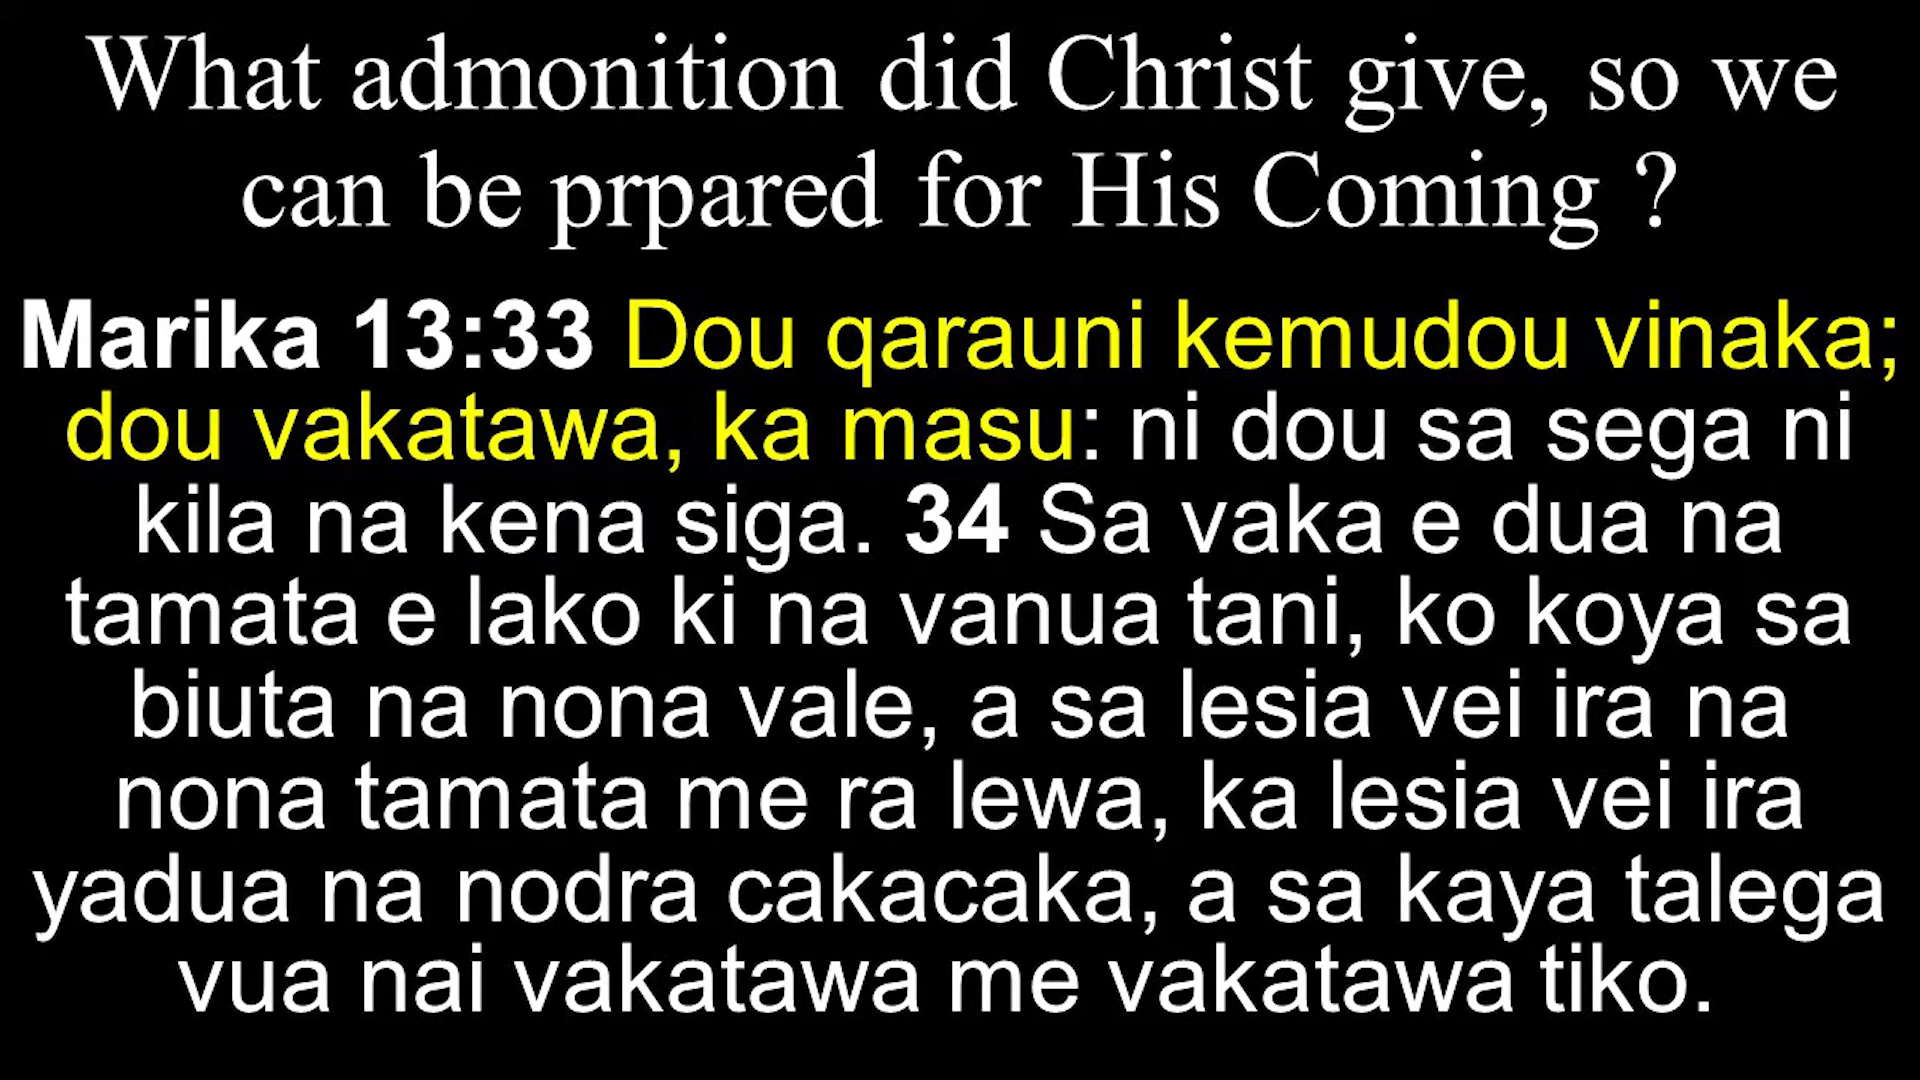 What admonition did Christ give, so we
can be prpared for His Coming ?
Marika 13:33 Dou qarauni kemudou vinaka;
dou vakatawa, ka masu: ni dou sa sega ni
kila na kena siga. 34 Sa vaka e dua na
tamata e lako ki na vanua tani, ko koya sa
biuta na nona vale, a sa lesia vei ira na
nona tamata me ra lewa, ka lesia vei ira
yadua na nodra cakacaka, a sa kaya talega
vua nai vakatawa me vakatawa tiko.